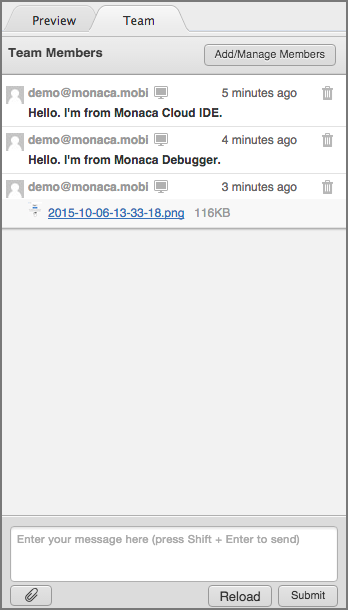 Preview Team
Team Members Add/Manage Members
demo@monaca.mobi 5 minutes ago
Hello. I'm from Monaca Cloud IDE.
demo@monaca.mobi 4 minutes ago
Hello. I'm from Monaca Debugger.
demo@monaca.mobi 3 minutes ago
2015-10-06-13-33-18.png 116KB
Enter your message here (press Shift + Enter to send)
Reload Submit